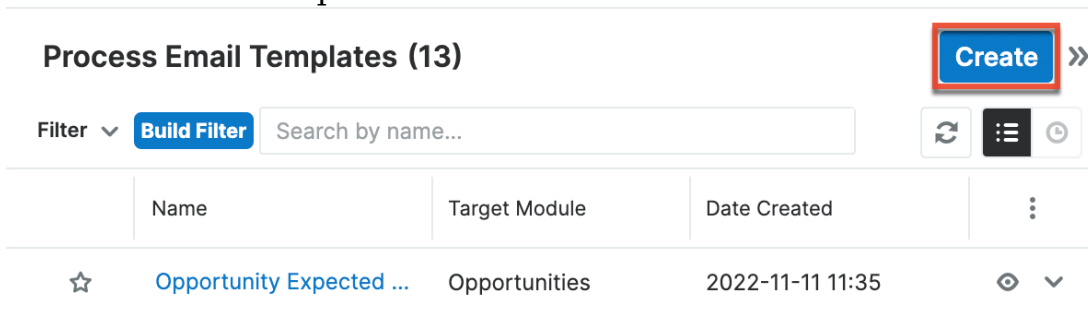 Process Email Templates (13) Create
Filter Build Filter Search by name...
Name Target Module Date Created
Opportunity Expected ... Opportunities 2022-11-11 11:35